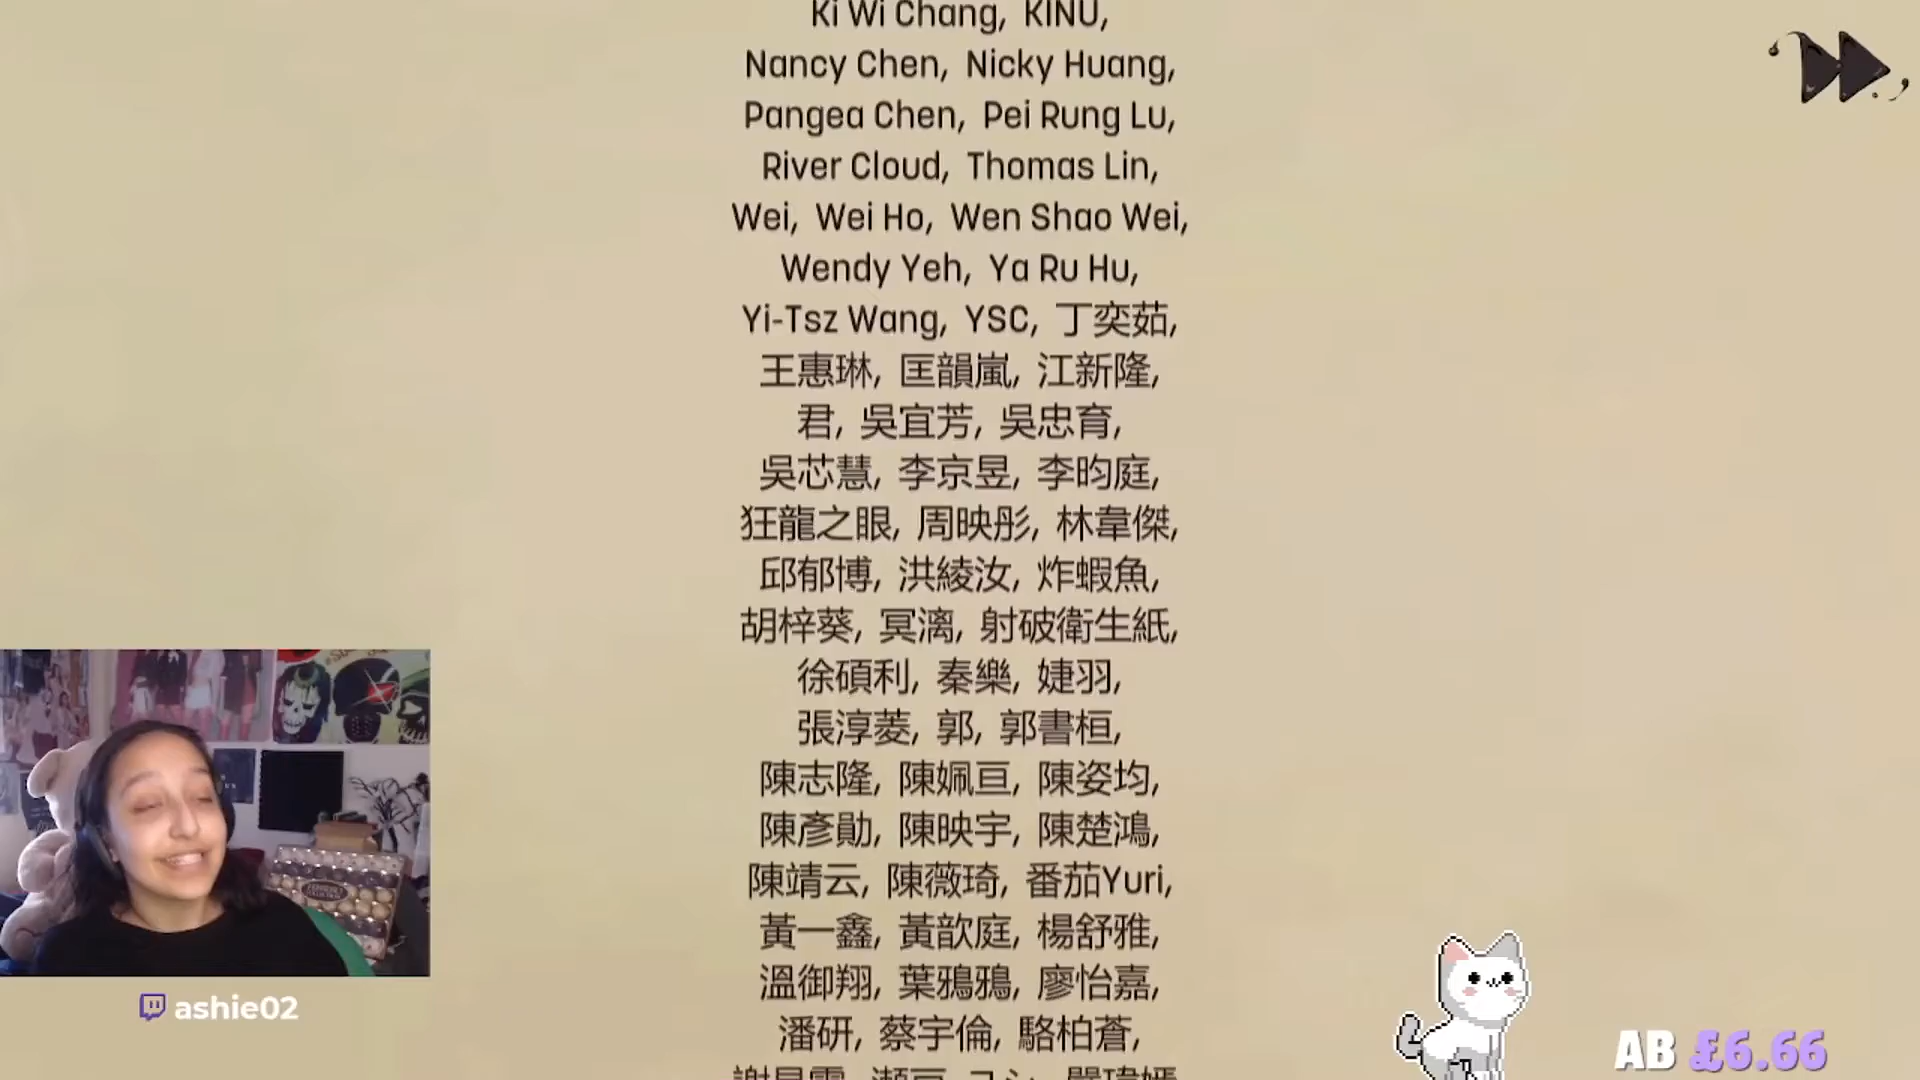 Ki Wi Chang, KINU,
Nancy Chen, Nicky Huang,
Pangea Chen, Pei Rung Lu,
River Cloud, Thomas Lin,
Wei, Wei Ho, Wen Shao Wei,
Wendy Yeh, Ya Ru Hu,
Yi-Tsz Wang, YSC, 丁奕茹,
王惠琳, 匡韻嵐, 江新隆,
君, 吳宜芳, 吳忠育,
吳芯慧, 李京昱, 李昀庭,
狂龍之眼, 周映彤, 林韋傑,
邱郁博, 洪綾汝, 炸蝦魚,
胡梓葵, 冥漓, 射破衛生紙,
徐碩利, 秦樂, 婕羽,
張淳菱, 郭, 郭書桓,
陳志隆, 陳姵亘, 陳姿均,
陳彥勛, 陳映宇, 陳楚鴻,
陳靖云, 陳薇琦, 番茄Yuri,
黃一鑫, 黃歆庭, 楊舒雅,
溫御翔, 葉鴉鴉, 廖怡嘉,
潘研, 蔡宇倫, 駱柏蒼,
ashie02
AB £6.66